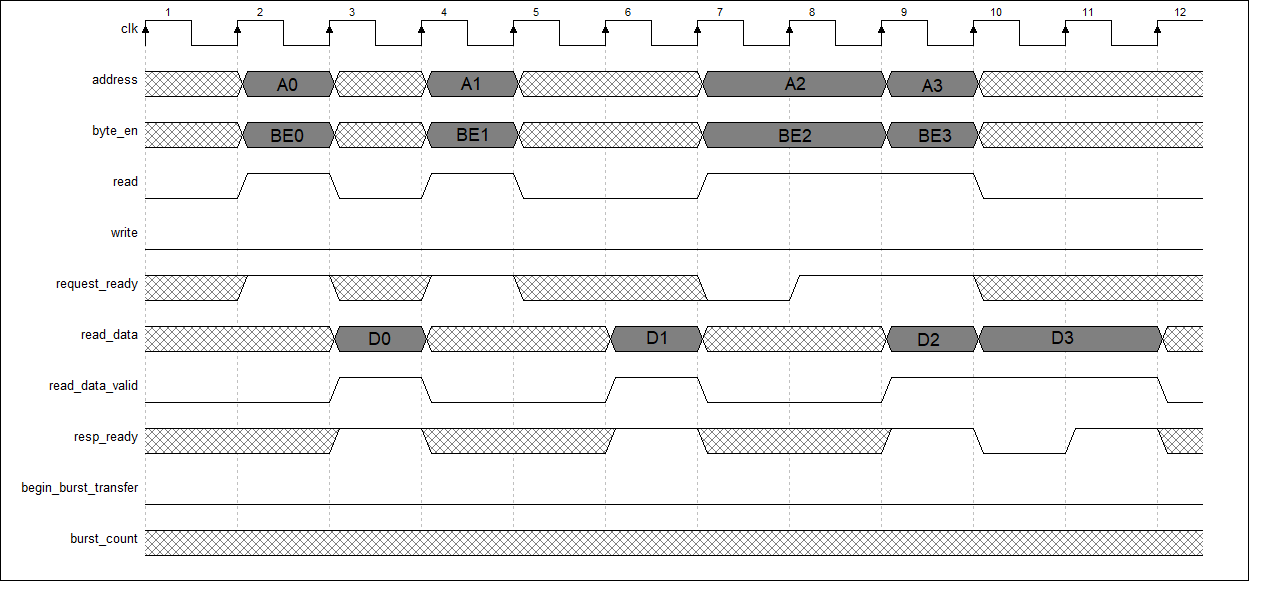 1 2 3 4 5 6 7 8 9 10 11 12
clk
address A0 A1 A2 A3
byte_en BE0 BE1 BE2 BE3
read
write
request_ready
read_data D0 D1 D2 D3
read_data_valid
resp_ready
begin_burst_transfer
burst_count